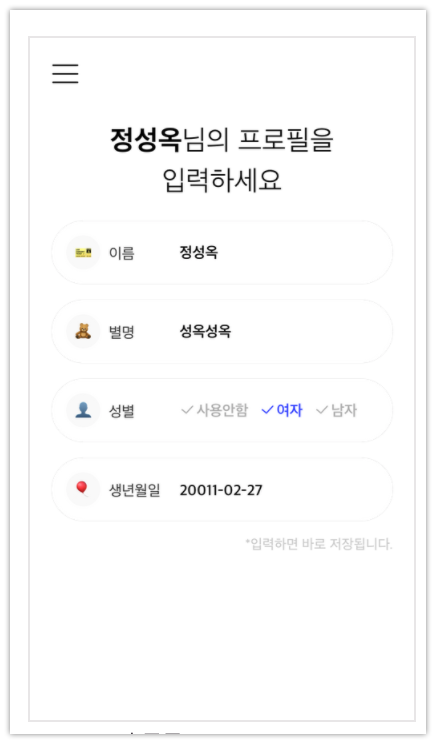 정성옥님의 프로필을
입력하세요
이름 정성옥
별명 성옥성옥
성별 사용안함 여자 남자
생년월일 20011-02-27
*입력하면 바로 저장됩니다.